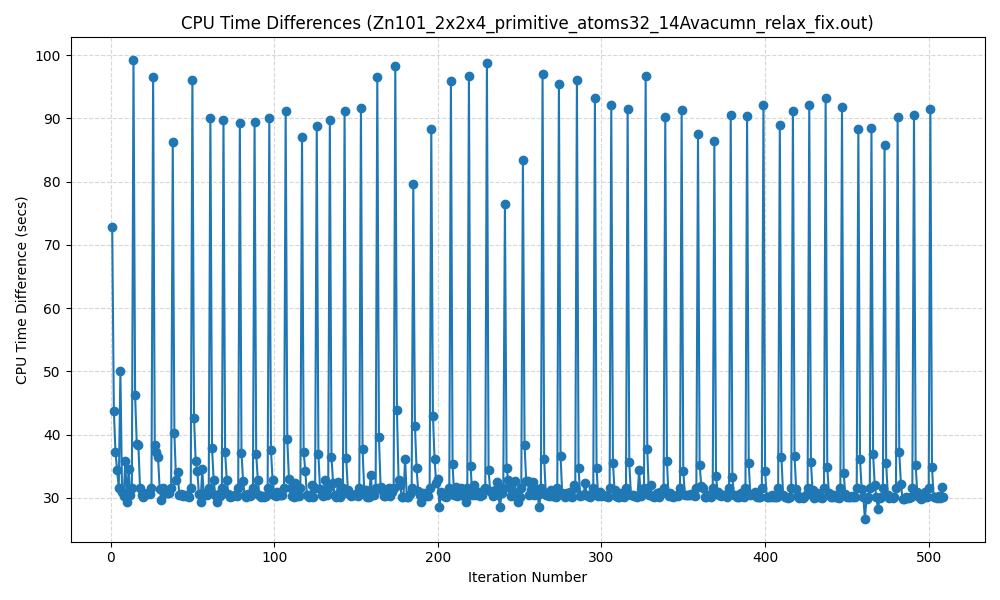 CPU Time Differences (Zn101_2x2x4_primitive_atoms32_14Avacumn_relax_fix.out)
100
90
80
70
60
50
40
30
CPU Time Difference (secs)
0 100 200 300 400 500
Iteration Number